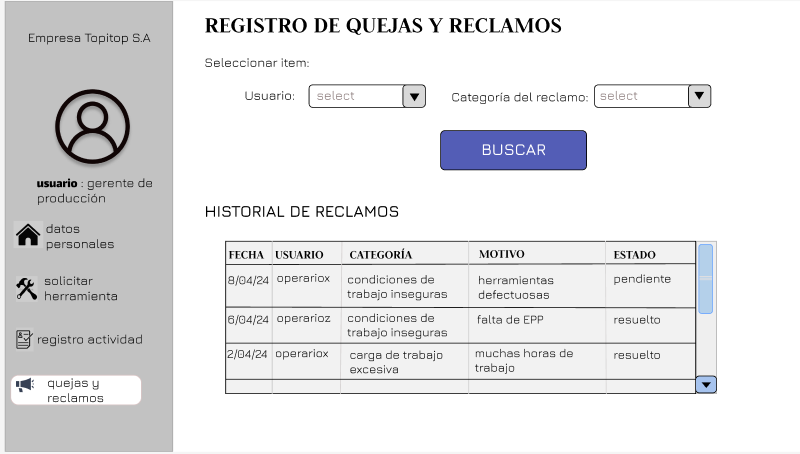 Empresa Topitop S.A
usuario : gerente de
producción
datos
personales
solicitar
herramienta
registro actividad
quejas y
reclamos
REGISTRO DE QUEJAS Y RECLAMOS
Seleccionar item:
Usuario: select Categoría del reclamo: select
BUSCAR
HISTORIAL DE RECLAMOS
FECHA USUARIO CATEGORÍA MOTIVO ESTADO
8/04/24 operariox condiciones de trabajo inseguras herramientas defectuosas pendiente
6/04/24 operarioz condiciones de trabajo inseguras falta de EPP resuelto
2/04/24 operariox carga de trabajo excesiva muchas horas de trabajo resuelto